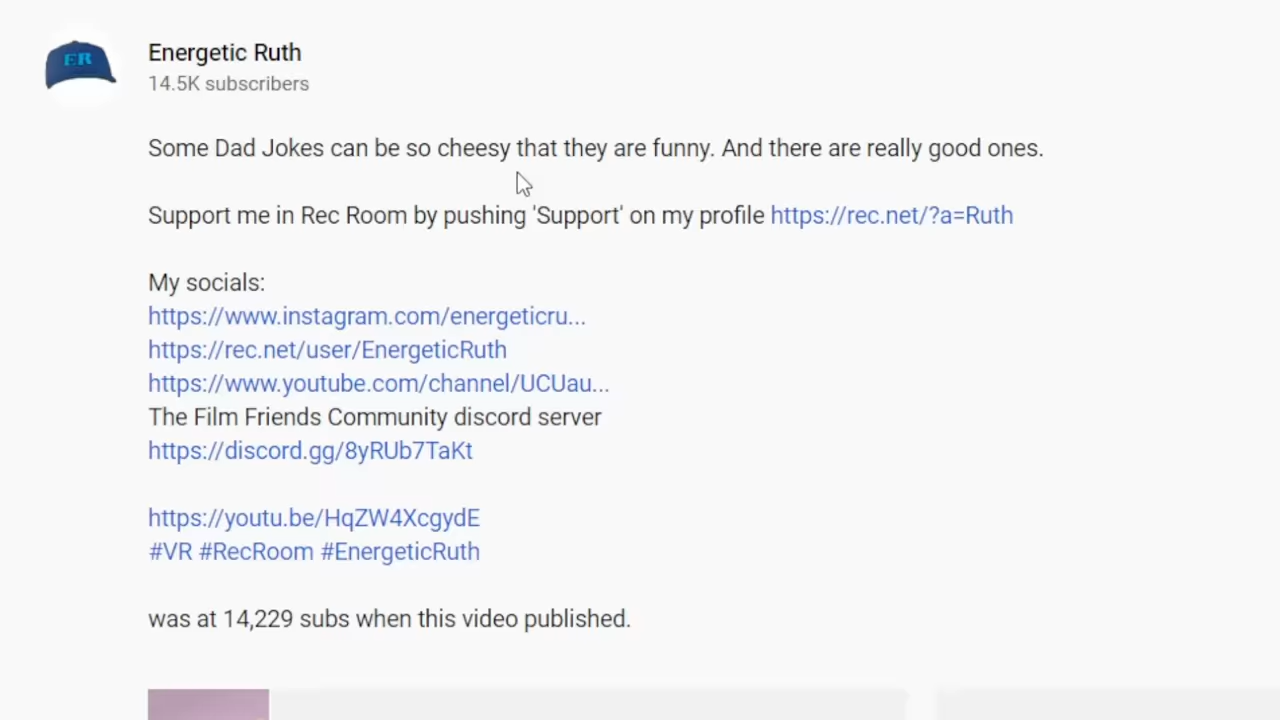 ER
Energetic Ruth
14.5K subscribers
Some Dad Jokes can be so cheesy that they are funny. And there are really good ones.
Support me in Rec Room by pushing 'Support' on my profile https://rec.net/?a=Ruth
My socials:
https://www.instagram.com/energeticru...
https://rec.net/user/EnergeticRuth
https://www.youtube.com/channel/UCUau...
The Film Friends Community discord server
https://discord.gg/8yRUb7TaKt
https://youtu.be/HqZW4XcgydE
#VR #RecRoom #EnergeticRuth
was at 14,229 subs when this video published.